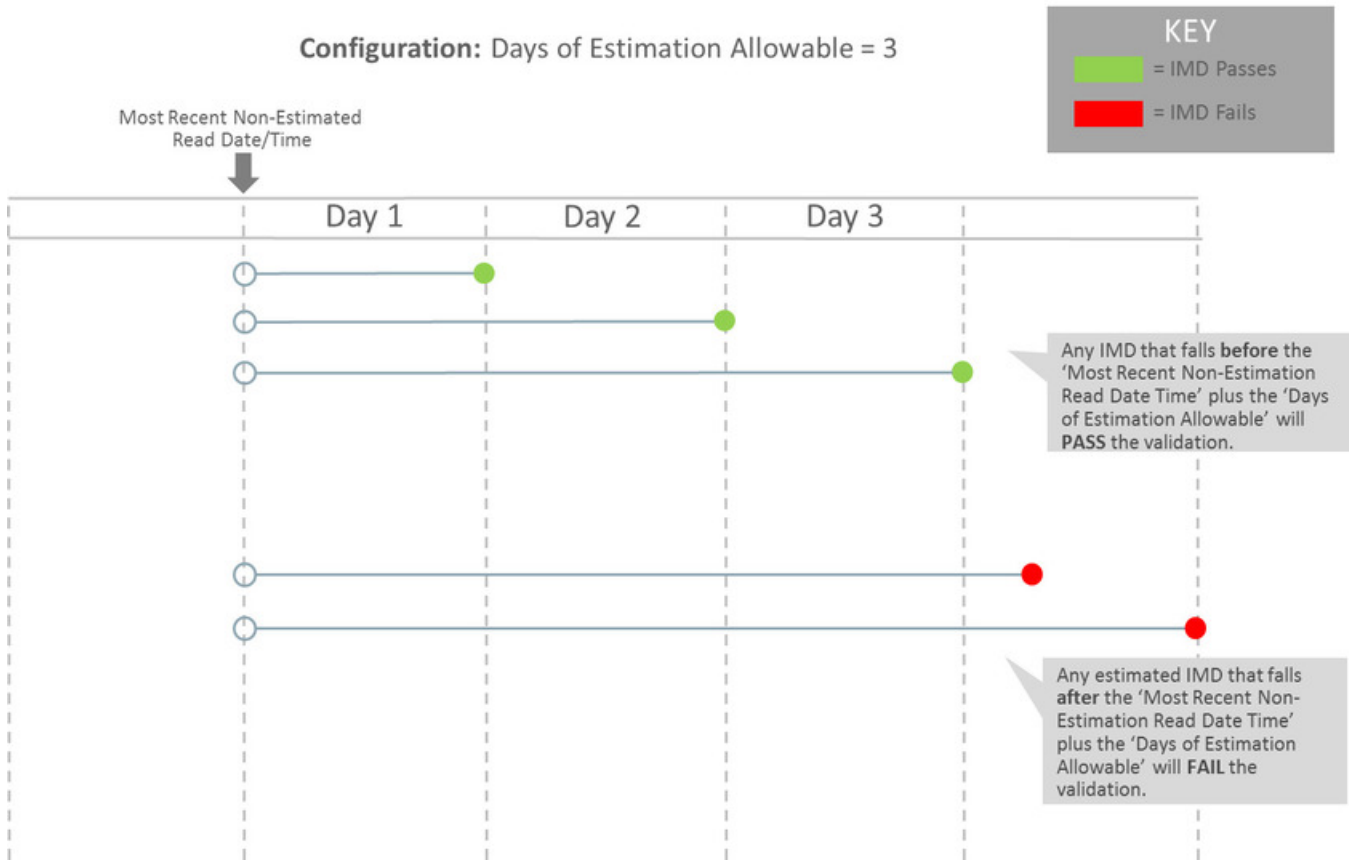 Configuration: Days of Estimation Allowable = 3
KEY
= IMD Passes
= IMD Fails
Most Recent Non-Estimated
Read Date/Time
Day 1
Day 2
Day 3
Any IMD that falls before the
‘Most Recent Non-Estimation
Read Date Time’ plus the ‘Days
of Estimation Allowable’ will
PASS the validation.
Any estimated IMD that falls
after the ‘Most Recent Non-
Estimation Read Date Time’
plus the ‘Days of Estimation
Allowable’ will FAIL the
validation.